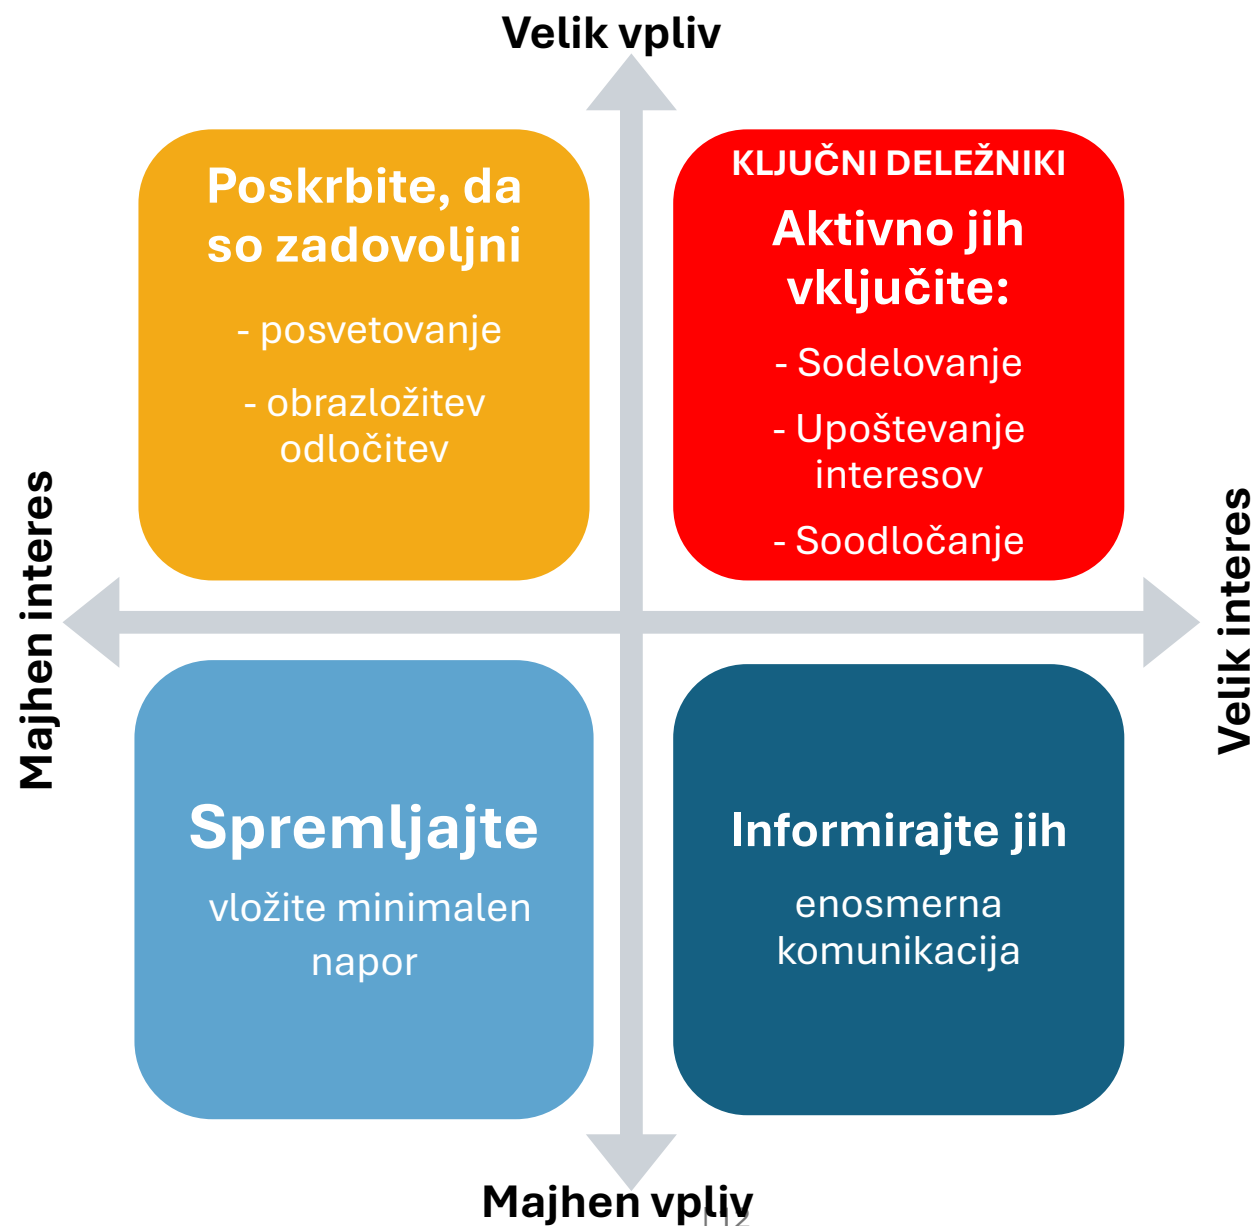 Velik vpliv
Poskrbite, da
so zadovoljni
- posvetovanje
- obrazložitev
odločitev
KLJUČNI DELEŽNIKI
Aktivno jih
vključite:
- Sodelovanje
- Upoštevanje
interesov
- Soodločanje
Majhen interes
Velik interes
Spremljajte
vložite minimalen
napor
Informirajte jih
enosmerna
komunikacija
Majhen vpliv